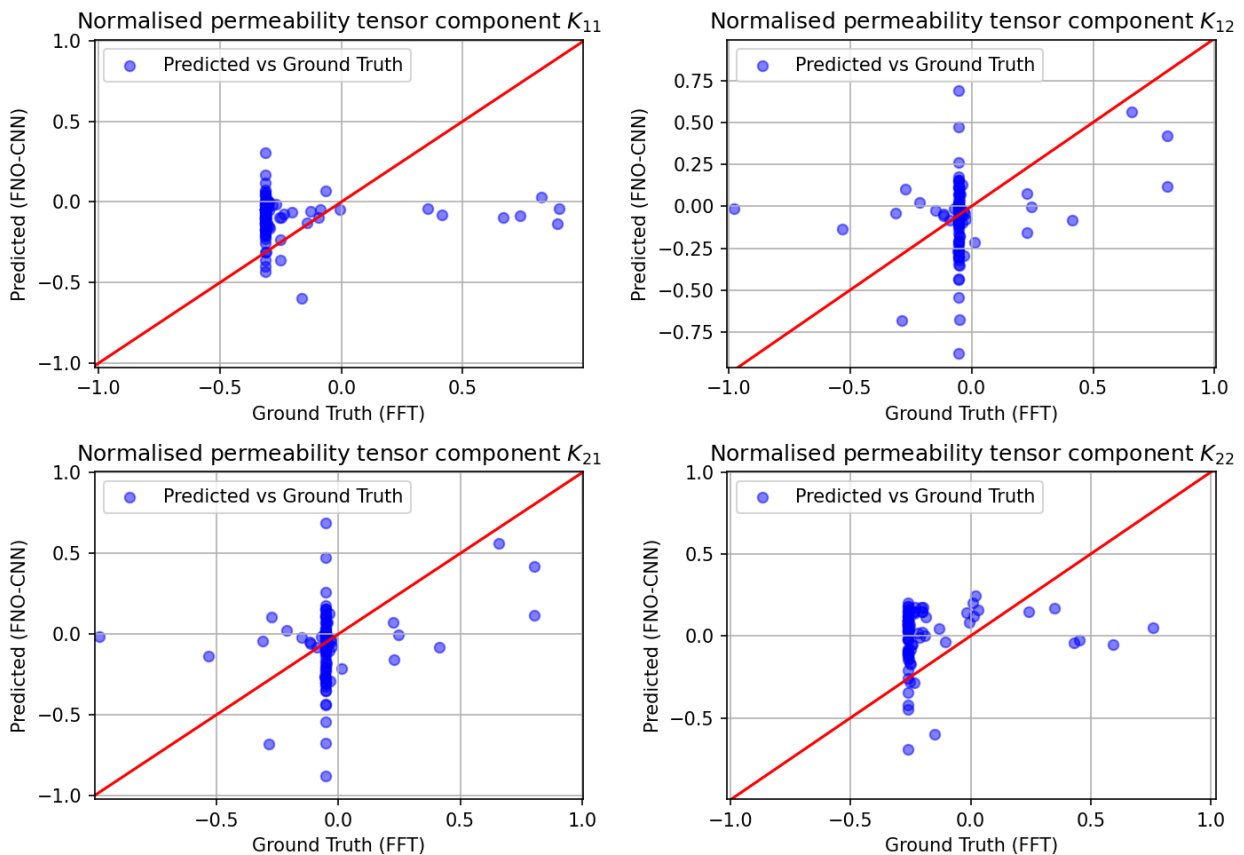 Normalised permeability tensor component K₁₁
Predicted vs Ground Truth
Predicted (FNO-CNN)
1.0
0.5
0.0
−0.5
−1.0
−1.0 −0.5 0.0 0.5
Ground Truth (FFT)
Normalised permeability tensor component K₁₂
Predicted vs Ground Truth
Predicted (FNO-CNN)
0.75
0.50
0.25
0.00
−0.25
−0.50
−0.75
−1.0 −0.5 0.0 0.5 1.0
Ground Truth (FFT)
Normalised permeability tensor component K₂₁
Predicted vs Ground Truth
Predicted (FNO-CNN)
1.0
0.5
0.0
−0.5
−1.0
−0.5 0.0 0.5 1.0
Ground Truth (FFT)
Normalised permeability tensor component K₂₂
Predicted vs Ground Truth
Predicted (FNO-CNN)
1.0
0.5
0.0
−0.5
−1.0 −0.5 0.0 0.5 1.0
Ground Truth (FFT)